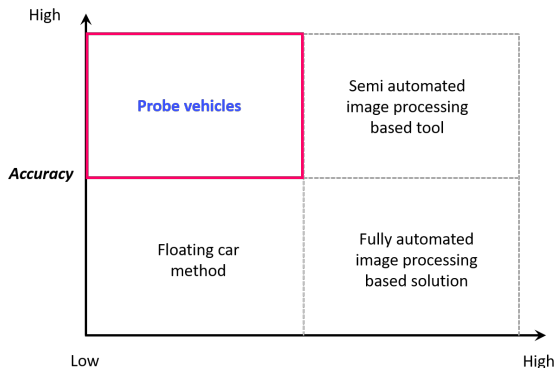 High
Probe vehicles
Semi automated
image processing
based tool
Accuracy
Floating car
method
Fully automated
image processing
based solution
Low
High